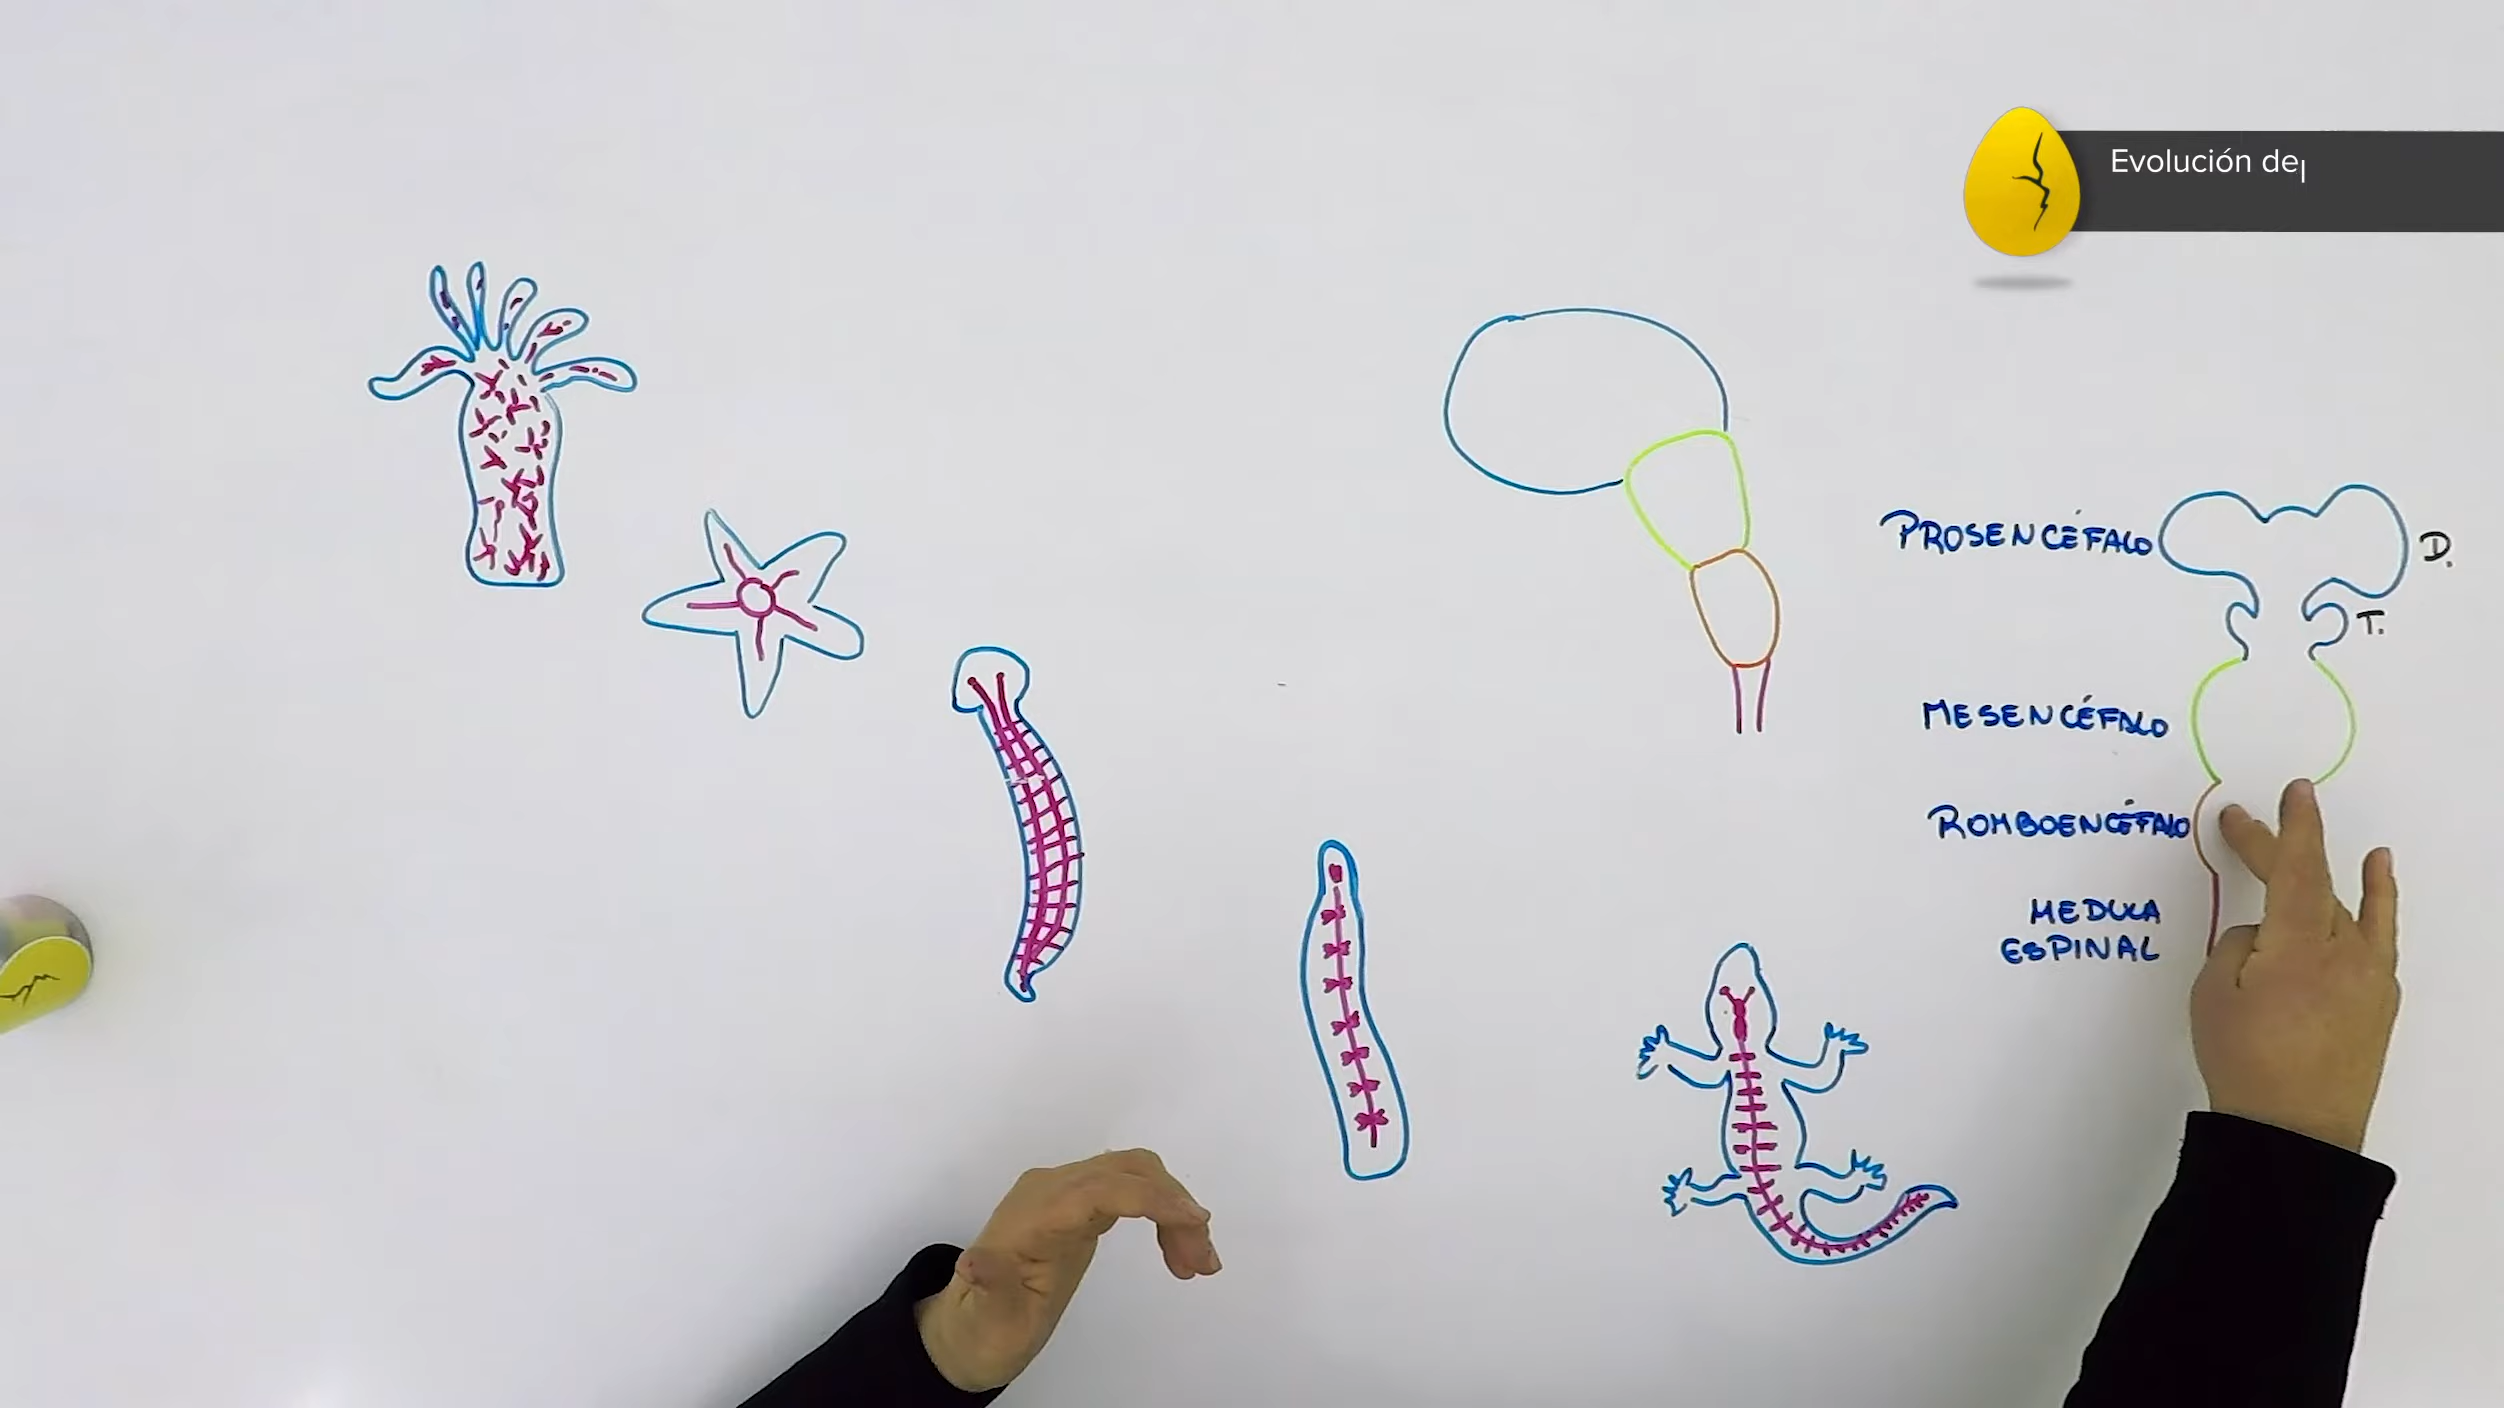 Evolución de
PROSENCÉFALO
D.
T.
MESENCÉFALO
ROMBOENCÉFALO
MEDULA
ESPINAL